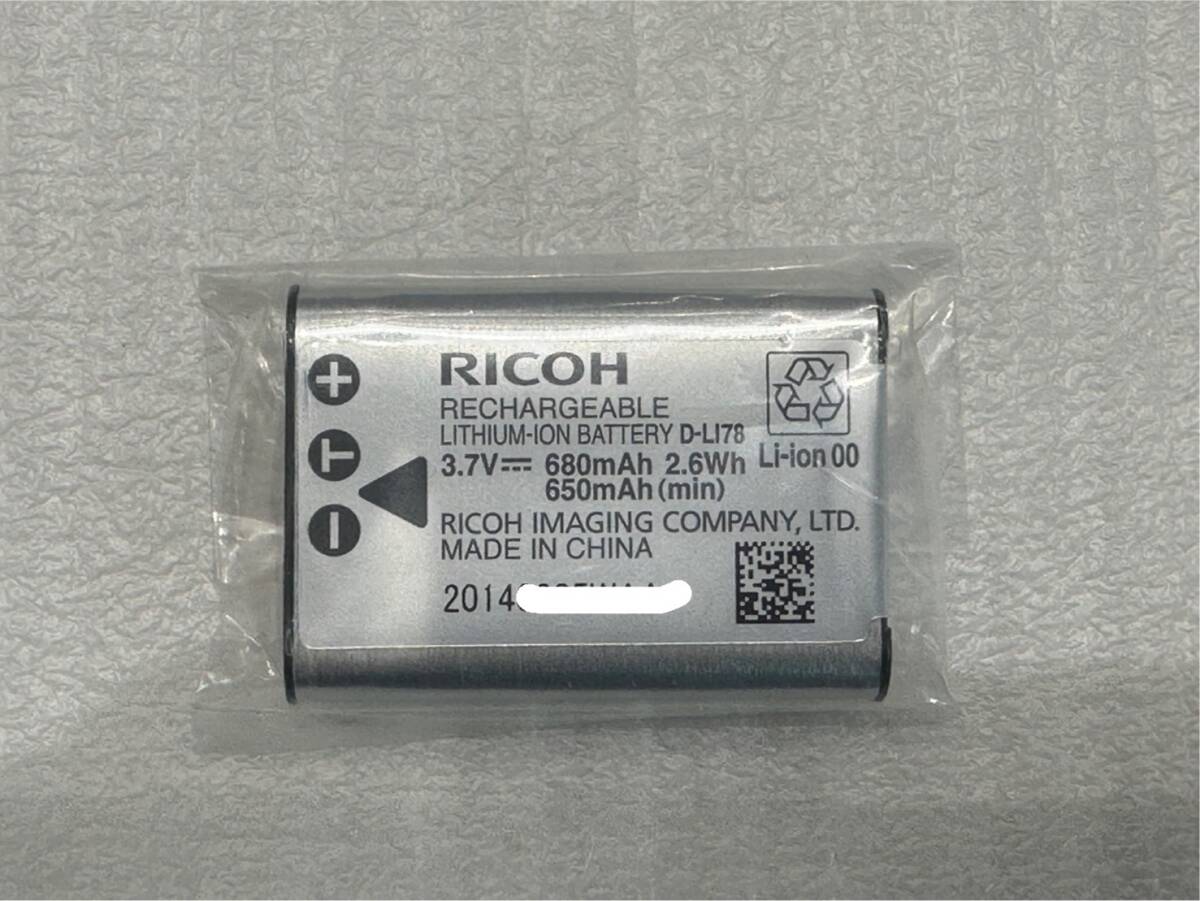 RICOH
RECHARGEABLE
LITHIUM-ION BATTERY D-LI78
3.7V⎓ 680mAh 2.6Wh
650mAh (min)
Li-ion 00
RICOH IMAGING COMPANY, LTD.
MADE IN CHINA
2014
+
T
−